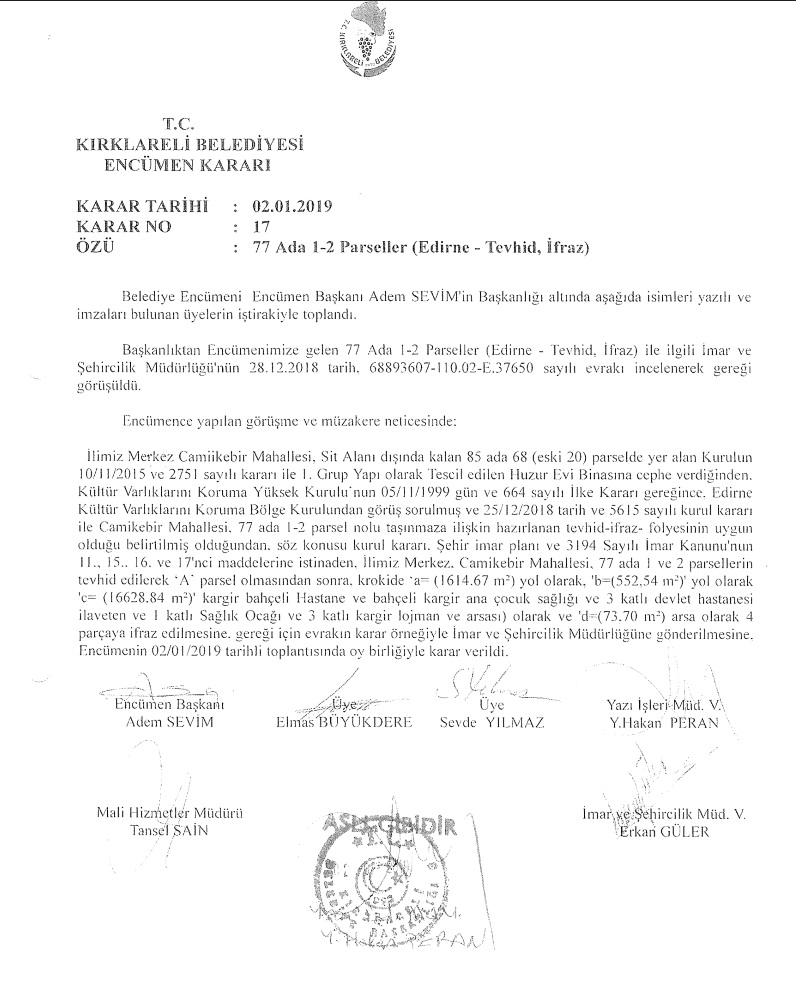 T.C. KIRKLARELİ BELEDİYESİ
T.C.
KIRKLARELİ BELEDİYESİ
ENCÜMEN KARARI
KARAR TARİHİ : 02.01.2019
KARAR NO : 17
ÖZÜ : 77 Ada 1-2 Parseller (Edirne - Tevhid, İfraz)
Belediye Encümeni Encümen Başkanı Adem SEVİM'in Başkanlığı altında aşağıda isimleri yazılı ve
imzaları bulunan üyelerin iştirakiyle toplandı.
Başkanlıktan Encümenimize gelen 77 Ada 1-2 Parseller (Edirne - Tevhid, İfraz) ile ilgili İmar ve
Şehircilik Müdürlüğü'nün 28.12.2018 tarih, 68893607-110.02-E.37650 sayılı evrakı incelenerek gereği
görüşüldü.
Encümence yapılan görüşme ve müzakere neticesinde:
İlimiz Merkez Camiikebir Mahallesi, Sit Alanı dışında kalan 85 ada 68 (eski 20) parselde yer alan Kurulun
10/11/2015 ve 2751 sayılı kararı ile 1. Grup Yapı olarak Tescil edilen Huzur Evi Binasına cephe verdiğinden,
Kültür Varlıklarını Koruma Yüksek Kurulu'nun 05/11/1999 gün ve 664 sayılı İlke Kararı gereğince, Edirne
Kültür Varlıklarını Koruma Bölge Kurulundan görüş sorulmuş ve 25/12/2018 tarih ve 5615 sayılı kurul kararı
ile Camikebir Mahallesi, 77 ada 1-2 parsel nolu taşınmaza ilişkin hazırlanan tevhid-ifraz- folyesinin uygun
olduğu belirtilmiş olduğundan, söz konusu kurul kararı, Şehir imar planı ve 3194 Sayılı İmar Kanunu'nun
11., 15., 16. ve 17'nci maddelerine istinaden, İlimiz Merkez, Camikebir Mahallesi, 77 ada 1 ve 2 parsellerin
tevhid edilerek 'A' parsel olmasından sonra, krokide 'a= (1614.67 m²) yol olarak, 'b=(552,54 m²)' yol olarak
'c= (16628.84 m²)' kargir bahçeli Hastane ve bahçeli kargir ana çocuk sağlığı ve 3 katlı devlet hastanesi
ilaveten ve 1 katlı Sağlık Ocağı ve 3 katlı kargir lojman ve arsası) olarak ve 'd=(73.70 m²) arsa olarak 4
parçaya ifraz edilmesine, gereği için evrakın karar örneğiyle İmar ve Şehircilik Müdürlüğüne gönderilmesine,
Encümenin 02/01/2019 tarihli toplantısında oy birliğiyle karar verildi.
Encümen Başkanı Üye Üye Yazı İşleri Müd. V.
Adem SEVİM Elmas BÜYÜKDERE Sevde YILMAZ Y.Hakan PERAN
Mali Hizmetler Müdürü İmar ve Şehircilik Müd. V.
Tansel SAİN Erkan GÜLER
ASLI GİBİDİR
T.C.
Y. Hakan PERAN